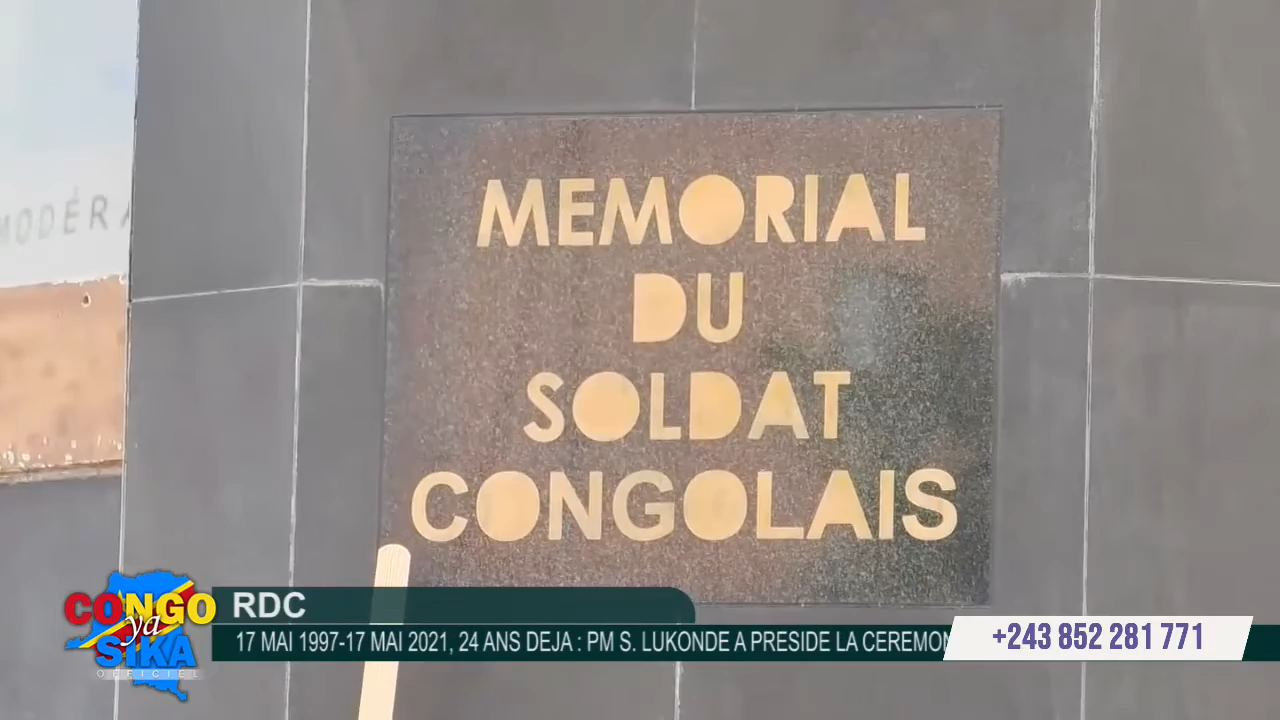 MODÉRA
MEMORIAL
DU
SOLDAT
CONGOLAIS
CONGO
ya
SIKA
OFFICIEL
RDC
17 MAI 1997-17 MAI 2021, 24 ANS DEJA : PM S. LUKONDE A PRESIDE LA CEREMON
+243 852 281 771